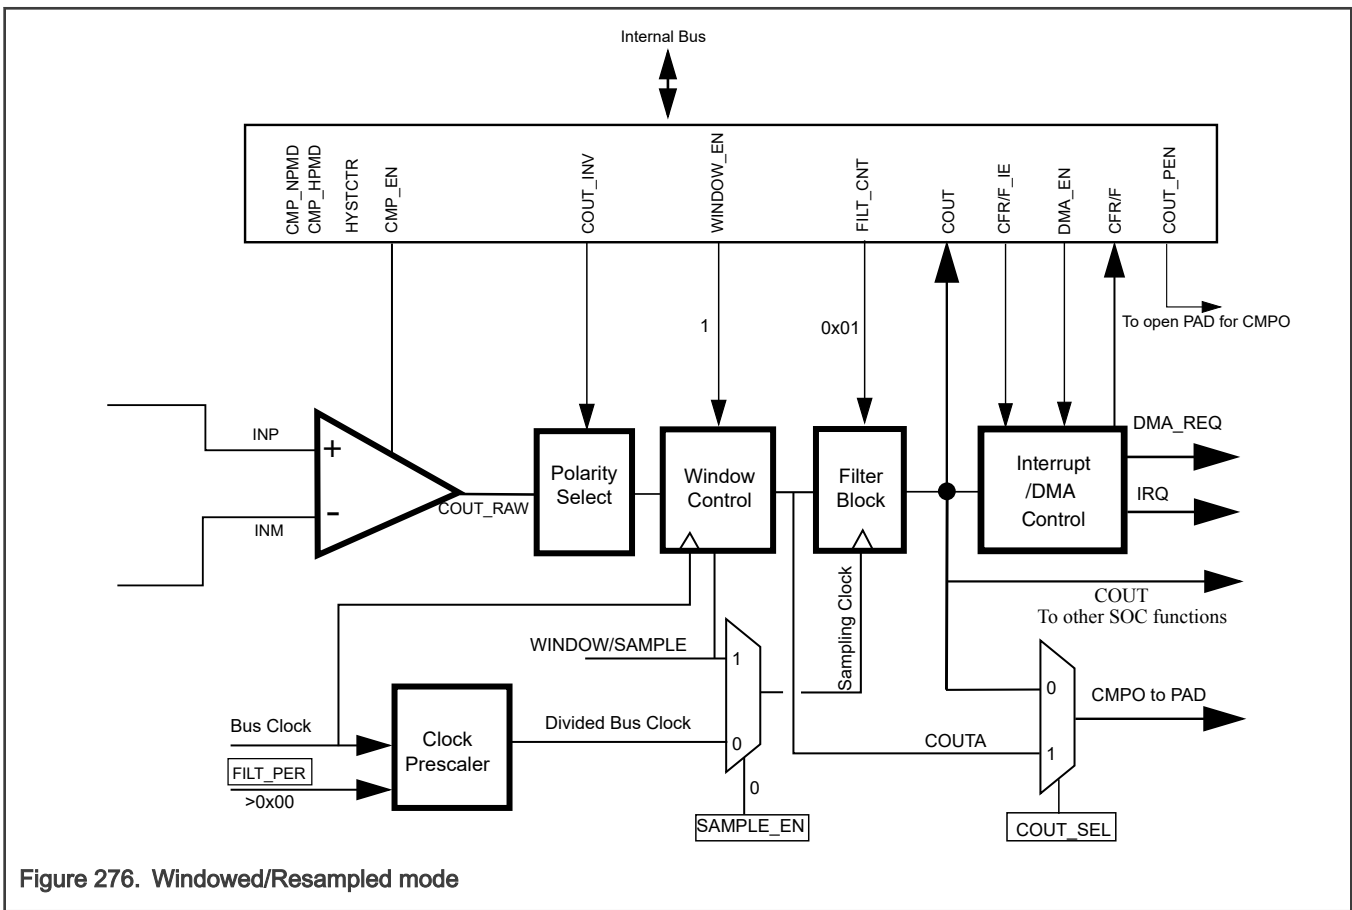 Internal Bus
CMP_NPMD
CMP_HPMD
HYSTCTR
CMP_EN
COUT_INV
WINDOW_EN
FILT_CNT
COUT
CFR/F_IE
DMA_EN
CFR/F
COUT_PEN
1
0x01
To open PAD for CMPO
INP
+
-
INM
COUT_RAW
Polarity
Select
Window
Control
Filter
Block
Interrupt
/DMA
Control
DMA_REQ
IRQ
COUT
To other SOC functions
WINDOW/SAMPLE
1
0
Sampling Clock
0
1
CMPO to PAD
Bus Clock
FILT_PER
>0x00
Clock
Prescaler
Divided Bus Clock
COUTA
0
SAMPLE_EN
COUT_SEL
Figure 276. Windowed/Resampled mode